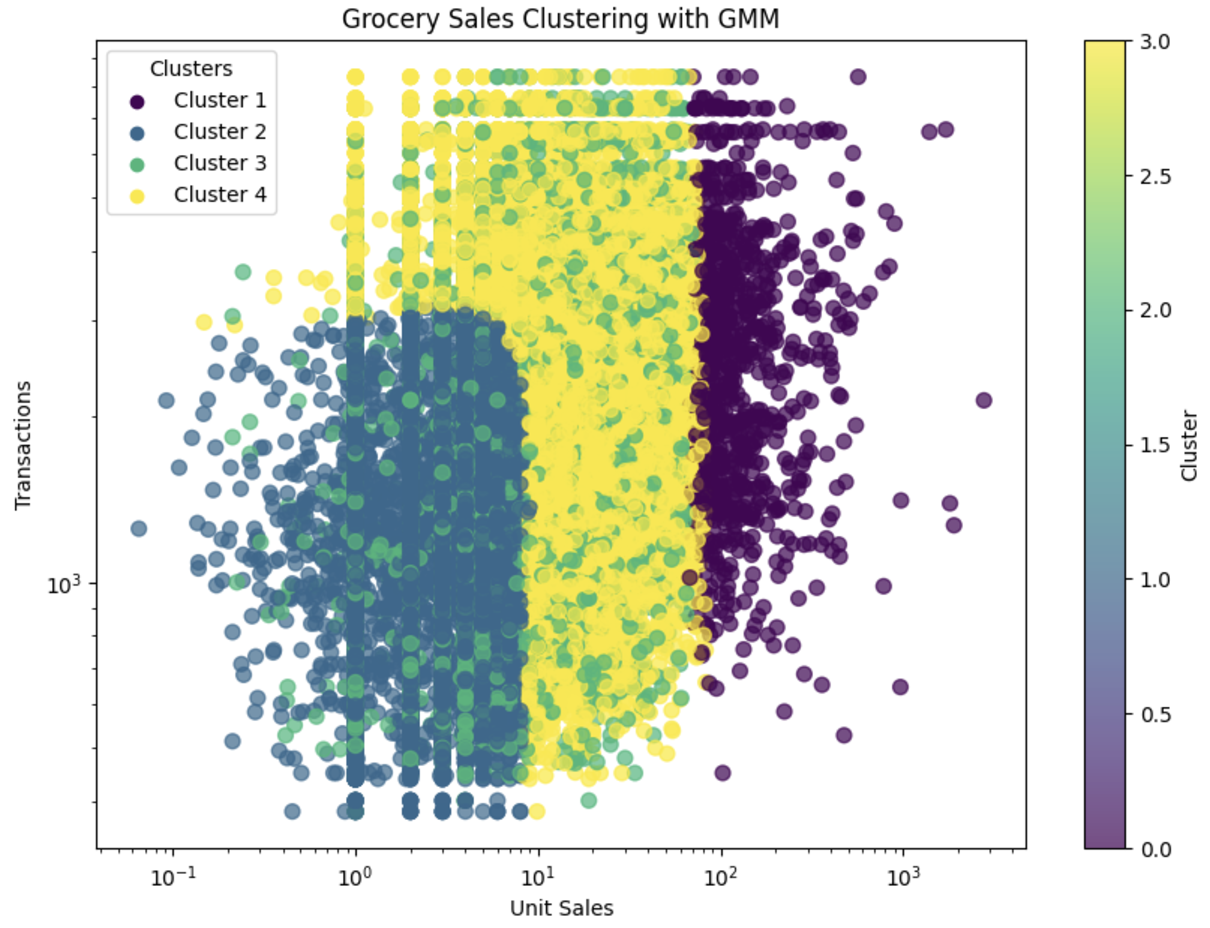 Grocery Sales Clustering with GMM
Clusters
Cluster 1
Cluster 2
Cluster 3
Cluster 4
Transactions
10³
10⁻¹
10⁰
10¹
10²
10³
Unit Sales
3.0
2.5
2.0
1.5
1.0
0.5
0.0
Cluster